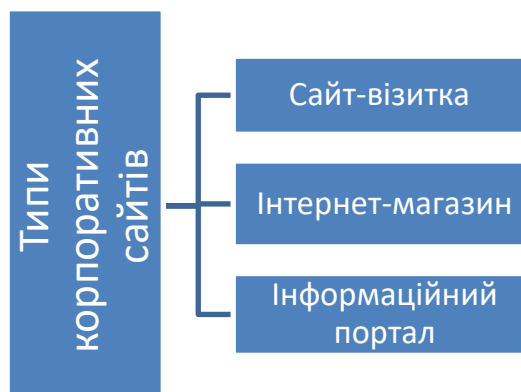 Типи
корпоративних
сайтів
Сайт-візитка
Інтернет-магазин
Інформаційний
портал